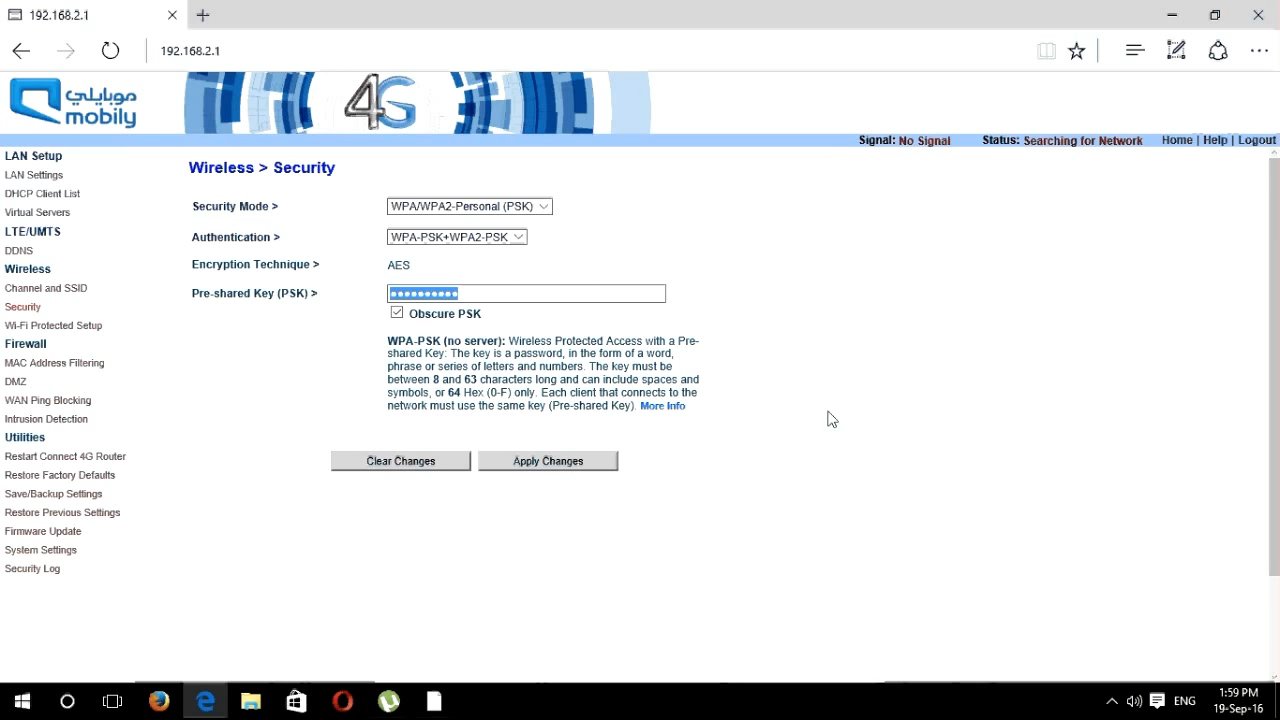 192.168.2.1
192.168.2.1
موبايلي
mobily
4G
Signal: No Signal Status: Searching for Network Home | Help | Logout
LAN Setup
LAN Settings
DHCP Client List
Virtual Servers
LTE/UMTS
DDNS
Wireless
Channel and SSID
Security
Wi-Fi Protected Setup
Firewall
MAC Address Filtering
DMZ
WAN Ping Blocking
Intrusion Detection
Utilities
Restart Connect 4G Router
Restore Factory Defaults
Save/Backup Settings
Restore Previous Settings
Firmware Update
System Settings
Security Log
Wireless > Security
Security Mode > WPA/WPA2-Personal (PSK)
Authentication > WPA-PSK+WPA2-PSK
Encryption Technique > AES
Pre-shared Key (PSK) > ••••••••••
Obscure PSK
WPA-PSK (no server): Wireless Protected Access with a Pre-
shared Key: The key is a password, in the form of a word,
phrase or series of letters and numbers. The key must be
between 8 and 63 characters long and can include spaces and
symbols, or 64 Hex (0-F) only. Each client that connects to the
network must use the same key (Pre-shared Key). More Info
Clear Changes Apply Changes
ENG
1:59 PM
19-Sep-16